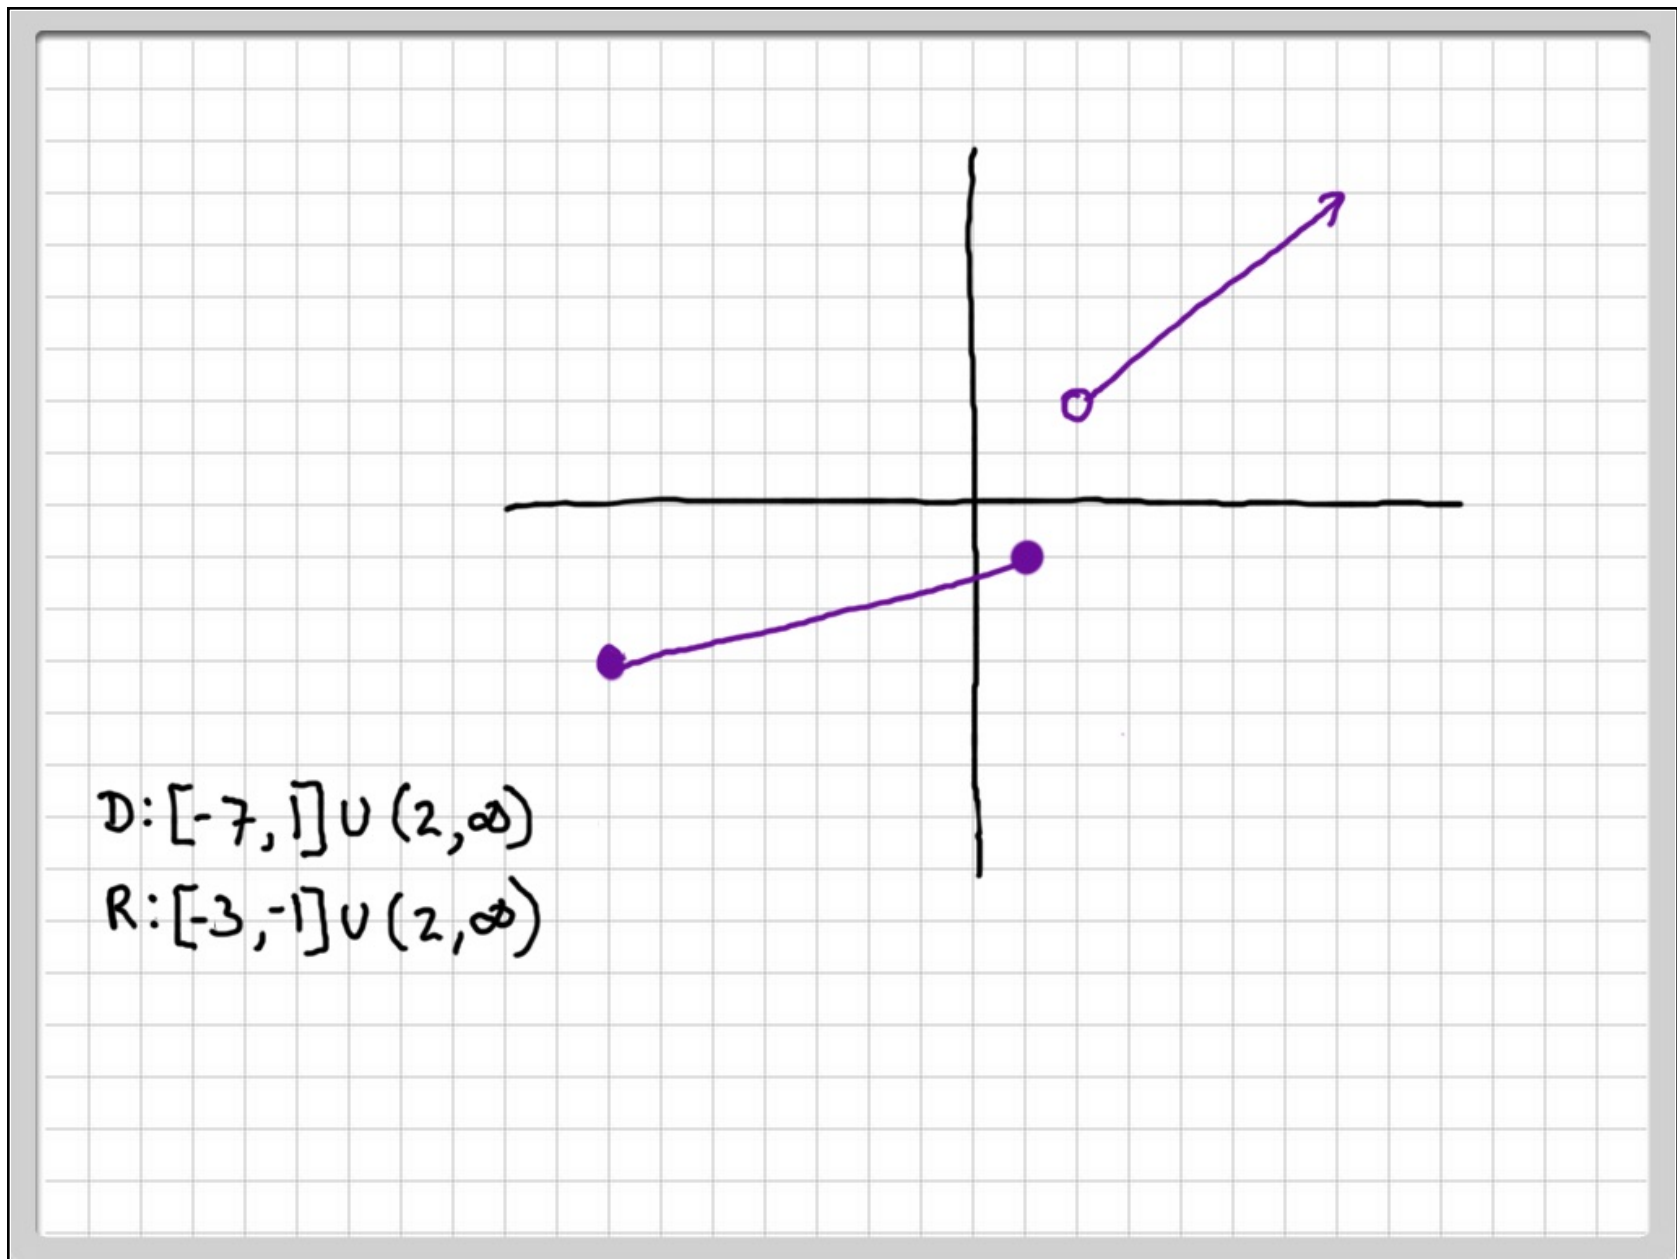 D: [-7, 1] ∪ (2, ∞)
R: [-3, -1] ∪ (2, ∞)